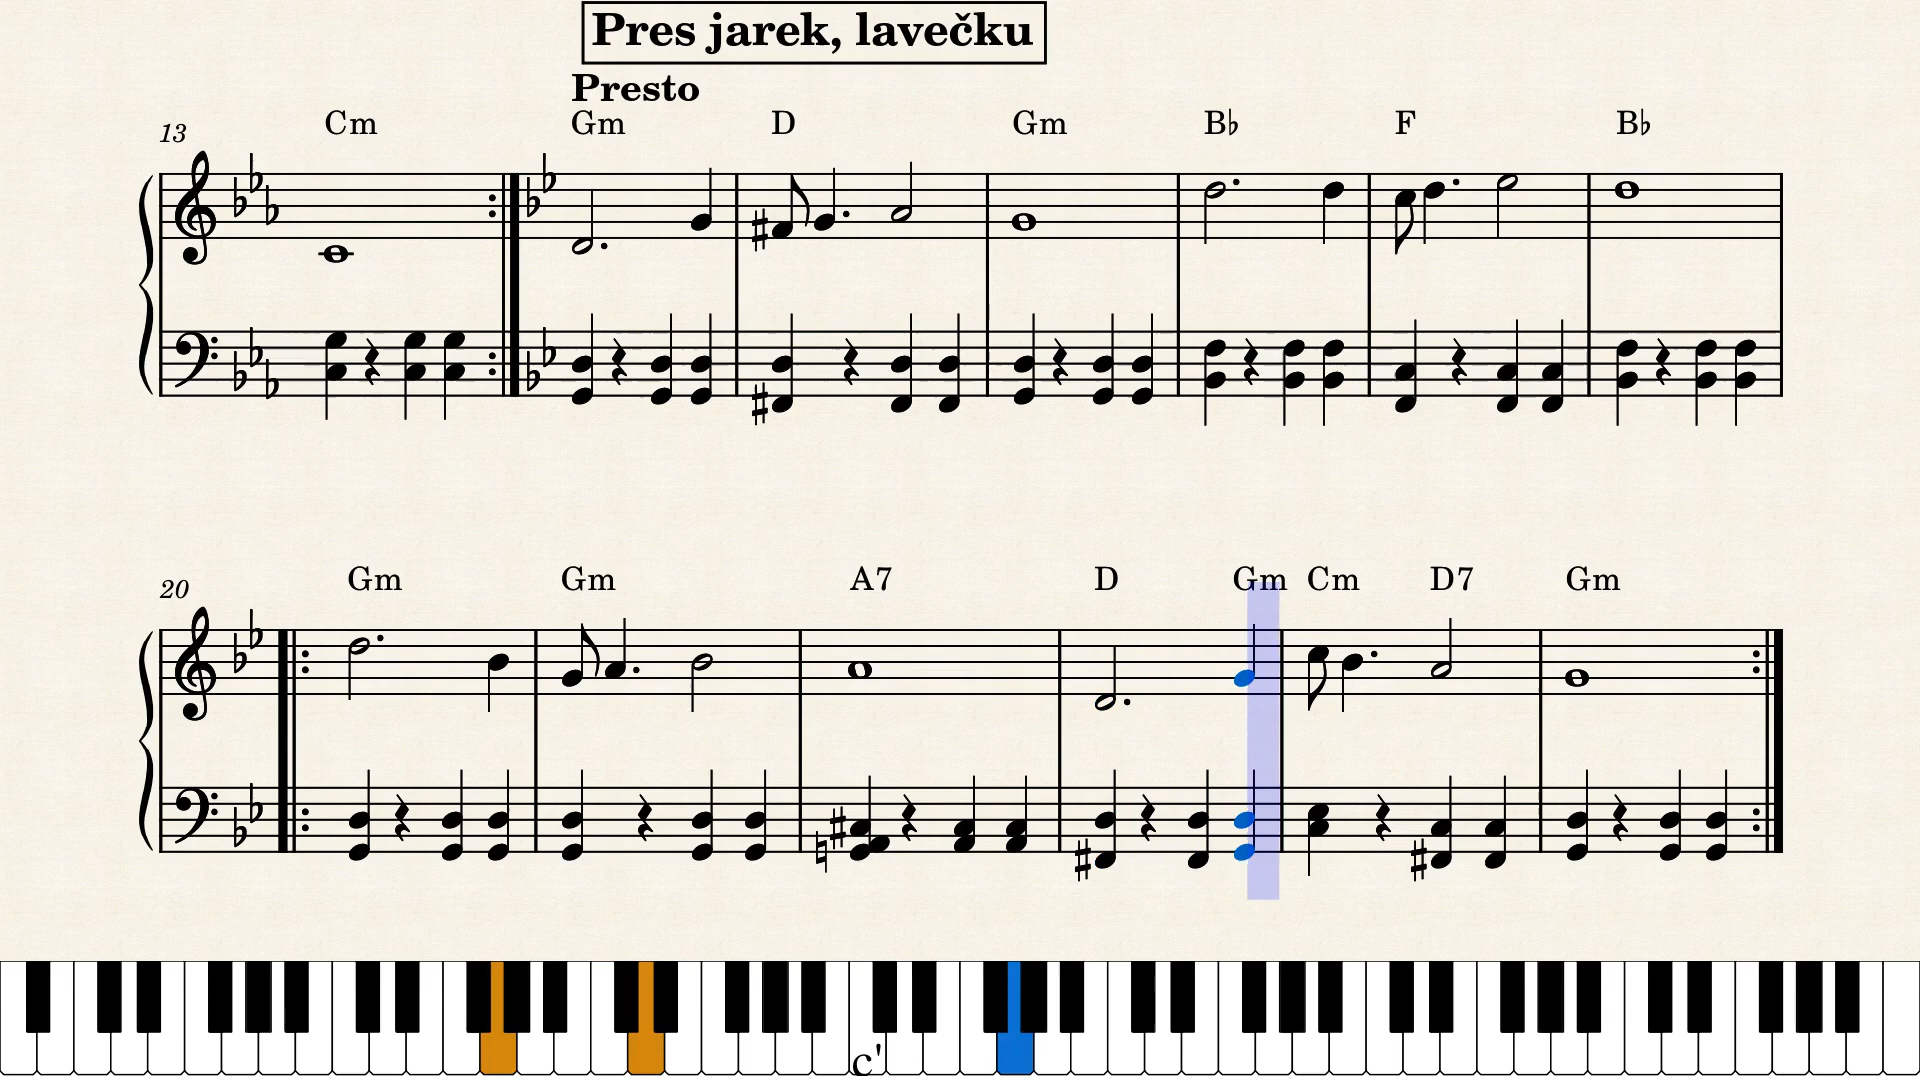 Pres jarek, lavečku
Presto
13 Cm Gm D Gm B♭ F B♭
20 Gm Gm A7 D Gm Cm D7 Gm
c'